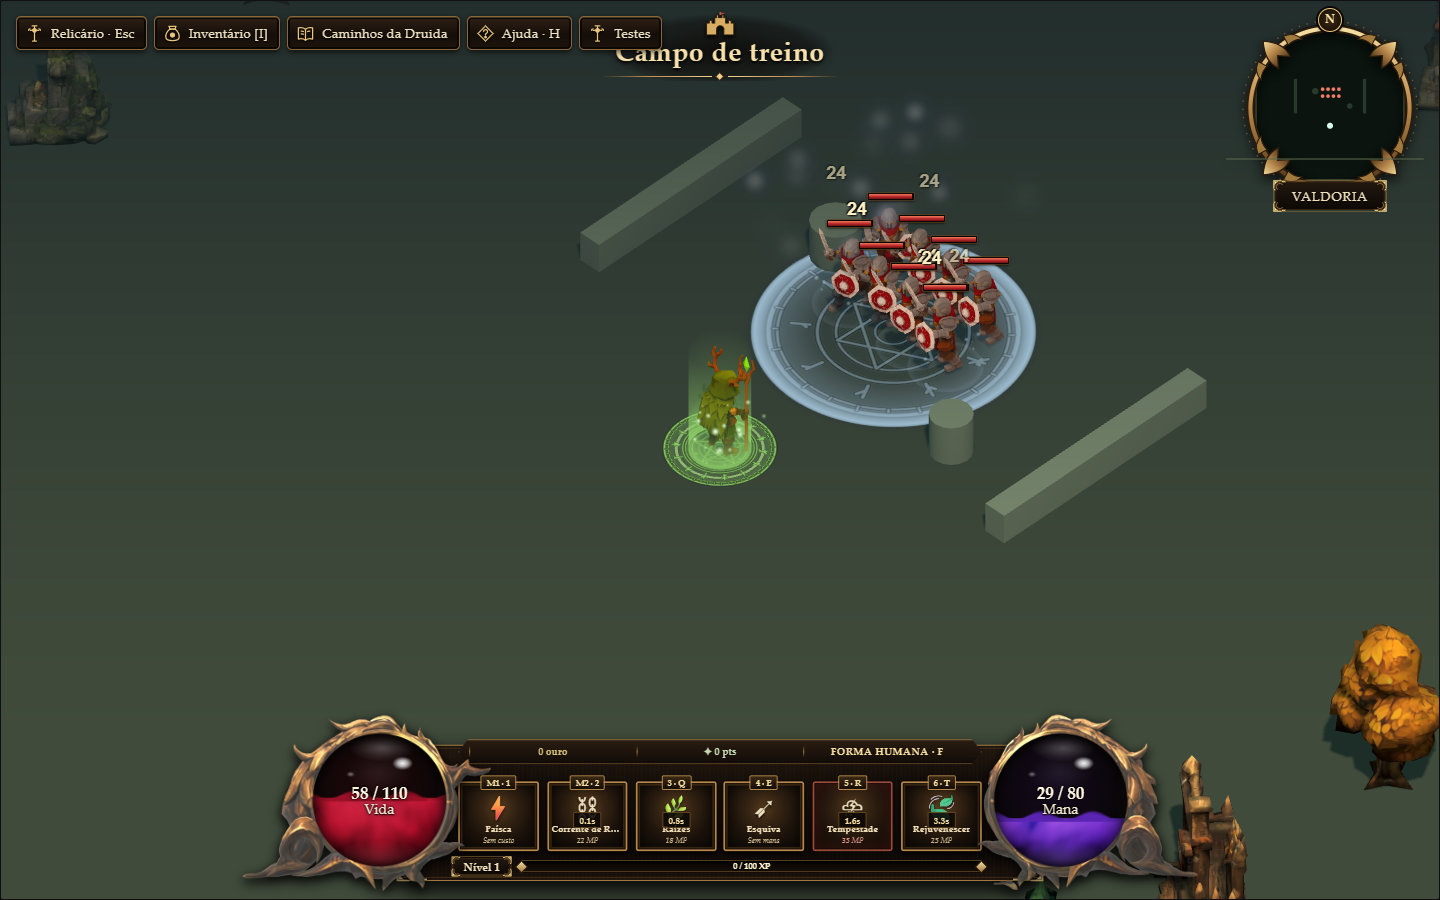 Relicário · Esc
Inventário [I]
Caminhos da Druida
Ajuda · H
Testes
Campo de treino
N
VALDORIA
24
24
24
24
24
58 / 110
Vida
0 ouro
✦ 0 pts
FORMA HUMANA · F
M1 · 1
Faísca
Sem custo
M2 · 2
0.1s
Corrente de R...
22 MP
3 · Q
0.8s
Raízes
18 MP
4 · E
Esquiva
Sem mana
5 · R
1.6s
Tempestade
35 MP
6 · T
3.3s
Rejuvenescer
25 MP
29 / 80
Mana
Nível 1
0 / 100 XP